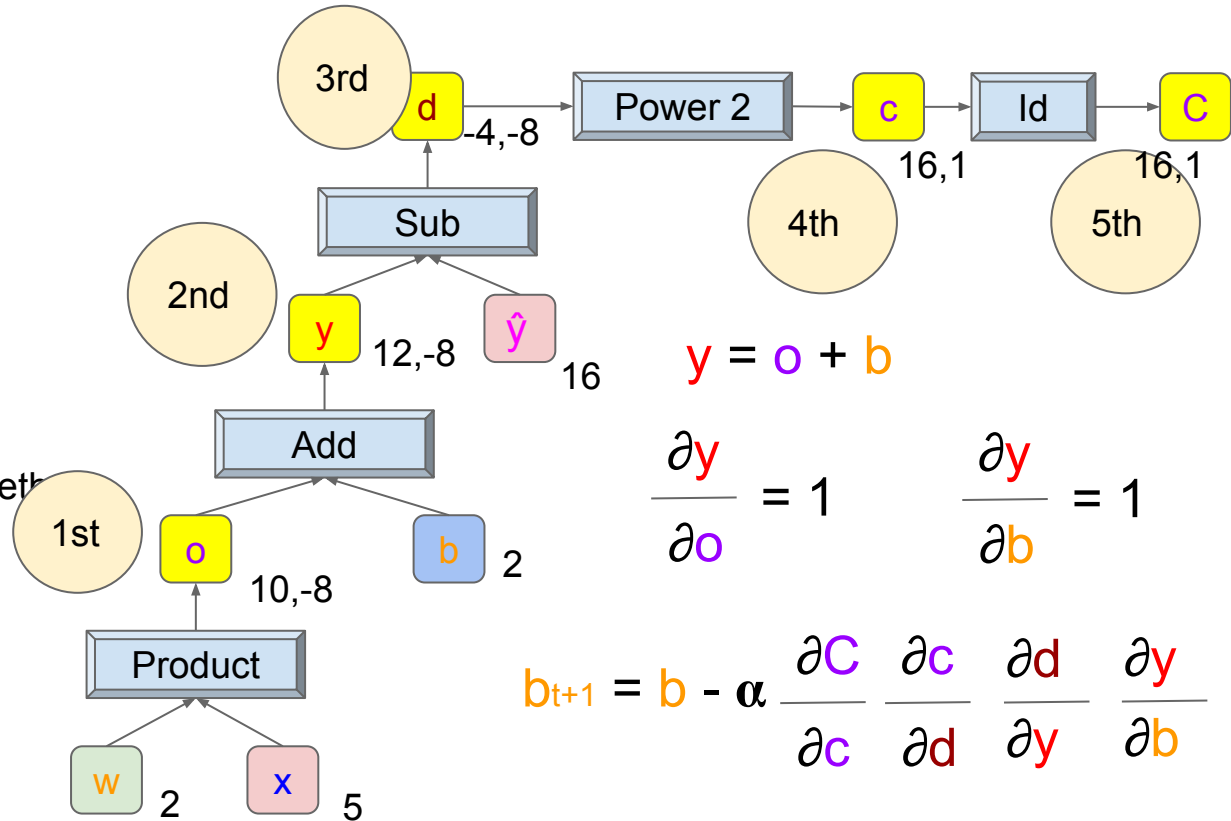 3rd
d
-4,-8
Power 2
c
16,1
Id
C
16,1
4th
5th
Sub
2nd
y
12,-8
ŷ
16
y = o + b
Add
∂y
∂o
= 1
∂y
∂b
= 1
eth
1st
o
10,-8
b
2
Product
bt+1 = b - α
∂C
∂c
∂c
∂d
∂d
∂y
∂y
∂b
w
2
x
5